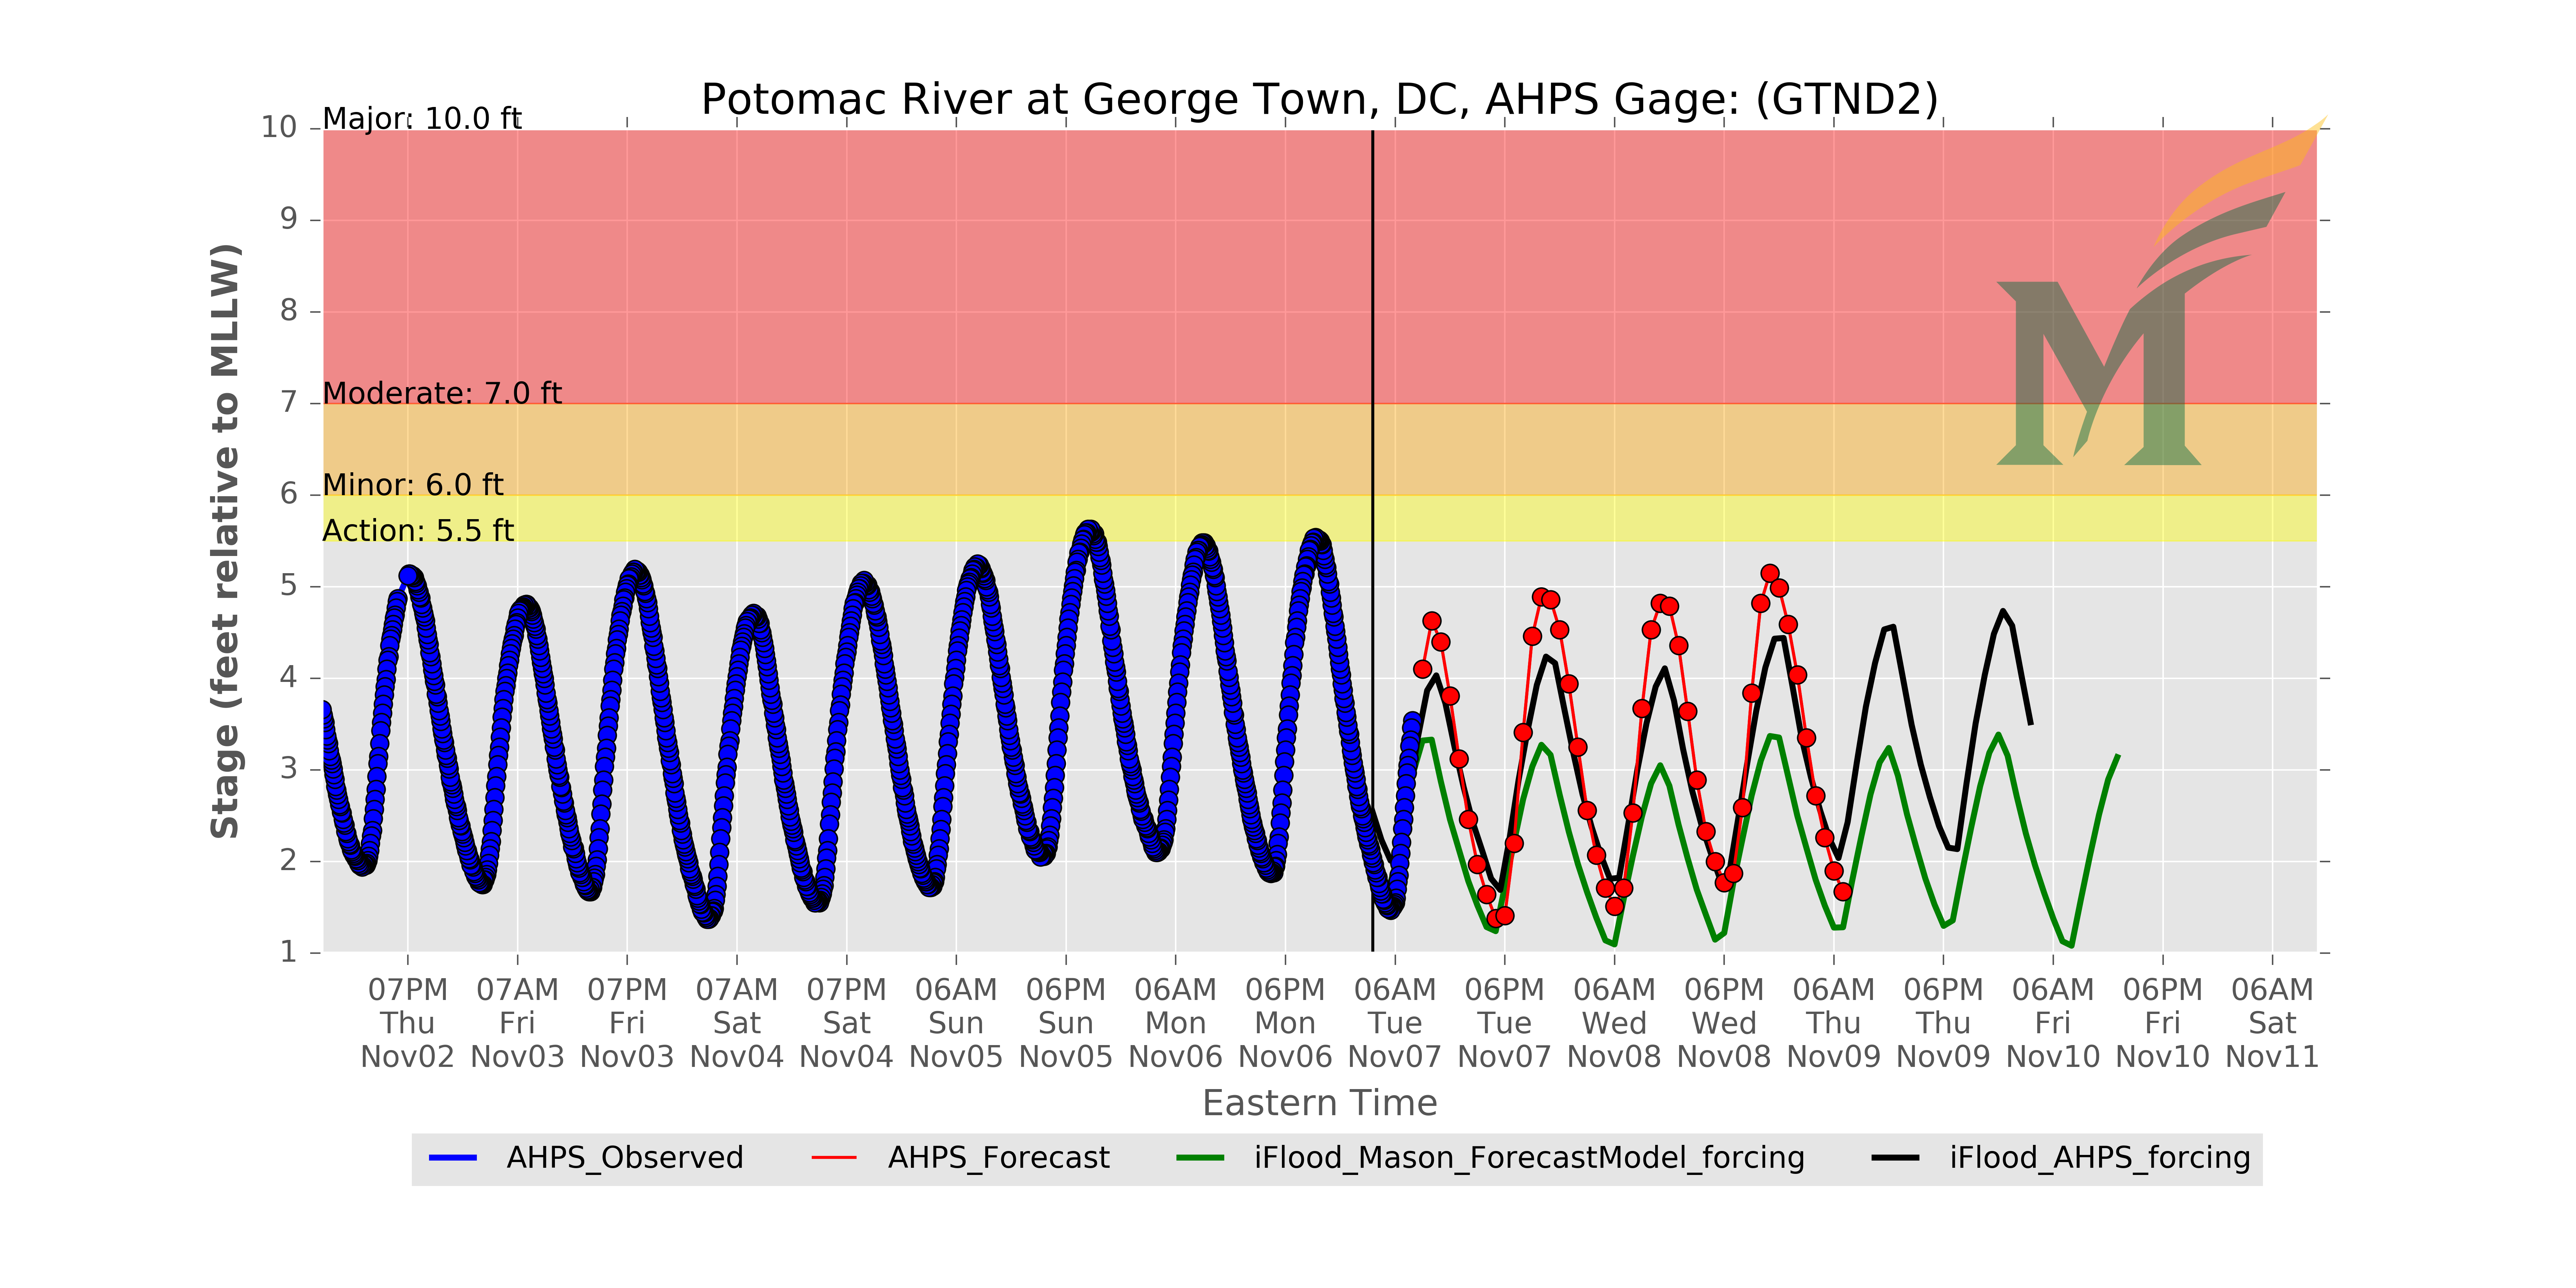 Potomac River at George Town, DC, AHPS Gage: (GTND2)
Major: 10.0 ft
Moderate: 7.0 ft
Minor: 6.0 ft
Action: 5.5 ft
Stage (feet relative to MLLW)
10
9
8
7
6
5
4
3
2
1
07PM 07AM 07PM 07AM 07PM 06AM 06PM 06AM 06PM 06AM 06PM 06AM 06PM 06AM 06PM 06AM 06PM 06AM
Thu Fri Fri Sat Sat Sun Sun Mon Mon Tue Tue Wed Wed Thu Thu Fri Fri Sat
Nov02 Nov03 Nov03 Nov04 Nov04 Nov05 Nov05 Nov06 Nov06 Nov07 Nov07 Nov08 Nov08 Nov09 Nov09 Nov10 Nov10 Nov11
Eastern Time
AHPS_Observed AHPS_Forecast iFlood_Mason_ForecastModel_forcing iFlood_AHPS_forcing
M